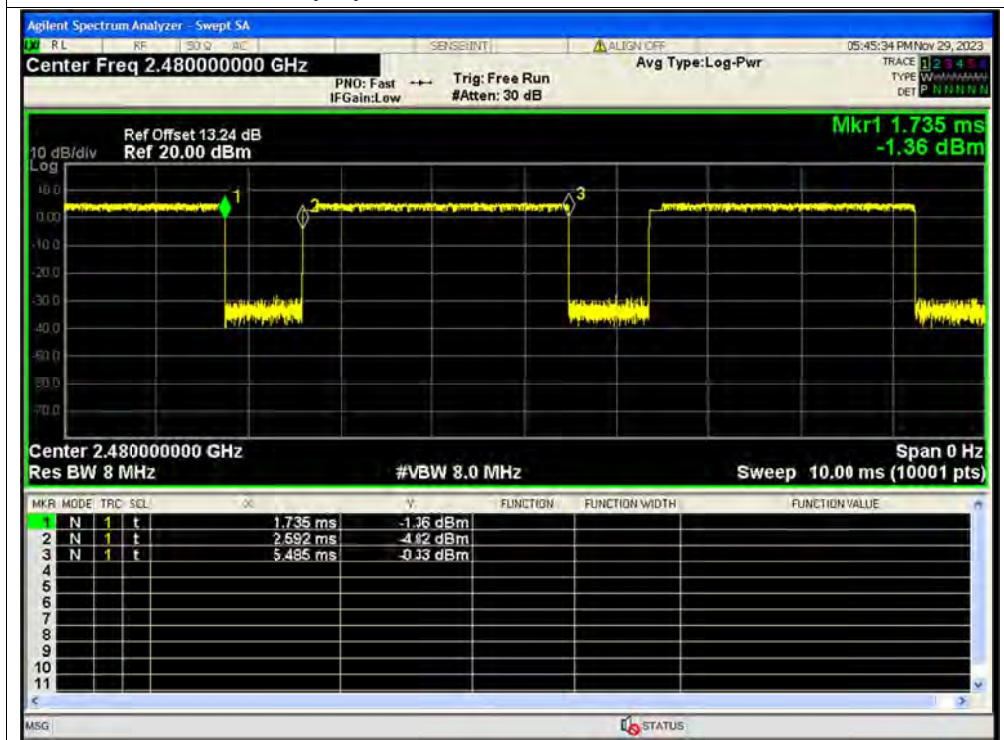 Agilent Spectrum Analyzer - Swept SA
LXI RL RF 50 Ω AC SENSE:INT ALIGN OFF 05:45:34 PM Nov 29, 2023
Center Freq 2.480000000 GHz
PNO: Fast
IFGain:Low
Trig: Free Run
#Atten: 30 dB
Avg Type:Log-Pwr
TRACE 1 2 3 4 5 6
TYPE W
DET P N N N N N
Mkr1 1.735 ms
-1.36 dBm
Ref Offset 13.24 dB
10 dB/div Ref 20.00 dBm
Log
10.0
0.00
-10.0
-20.0
-30.0
-40.0
-50.0
-60.0
-70.0
1
2
3
Center 2.480000000 GHz Span 0 Hz
Res BW 8 MHz #VBW 8.0 MHz Sweep 10.00 ms (10001 pts)
MKR MODE TRC SCL X Y FUNCTION FUNCTION WIDTH FUNCTION VALUE
1 N 1 t 1.735 ms -1.36 dBm
2 N 1 t 2.592 ms -4.82 dBm
3 N 1 t 5.485 ms -0.33 dBm
4
5
6
7
8
9
10
11
MSG STATUS